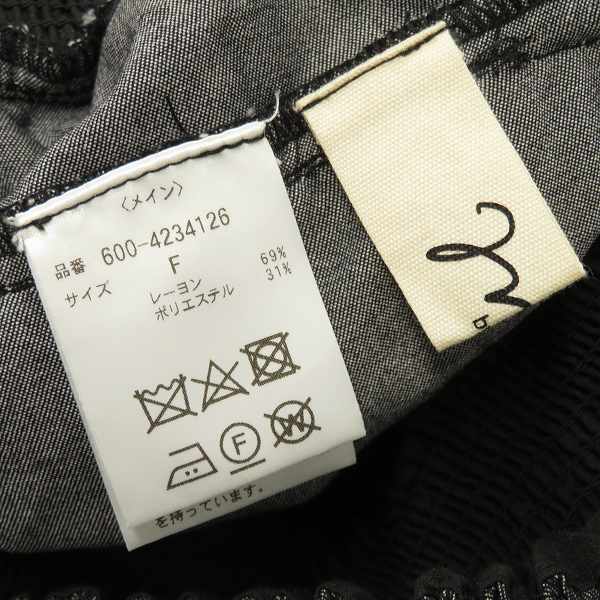 〈メイン〉
品番 600-4234126
サイズ F
レーヨン 69%
ポリエステル 31%
F
W
を持っています。